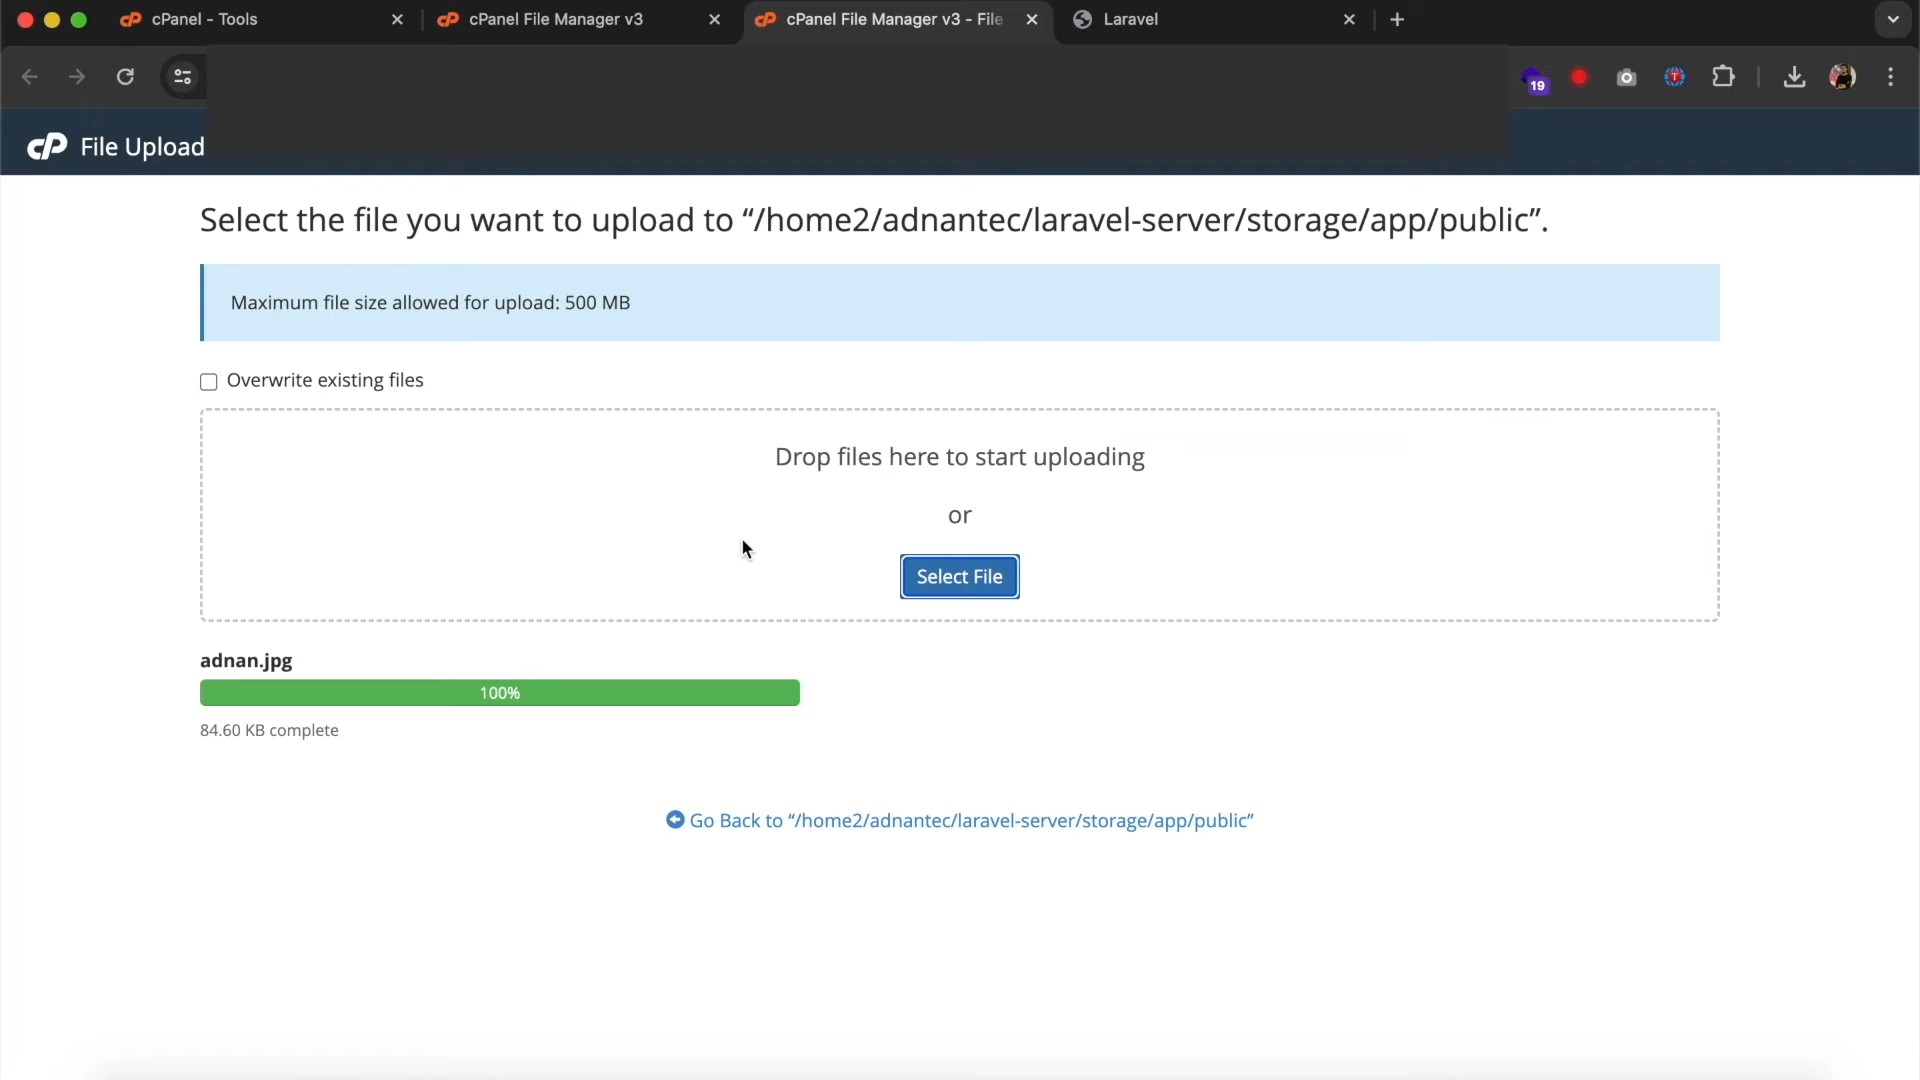 cPanel - Tools
cPanel File Manager v3
cPanel File Manager v3 - File
Laravel
19
T
cP File Upload
Select the file you want to upload to “/home2/adnantec/laravel-server/storage/app/public”.
Maximum file size allowed for upload: 500 MB
Overwrite existing files
Drop files here to start uploading
or
Select File
adnan.jpg
100%
84.60 KB complete
Go Back to “/home2/adnantec/laravel-server/storage/app/public”